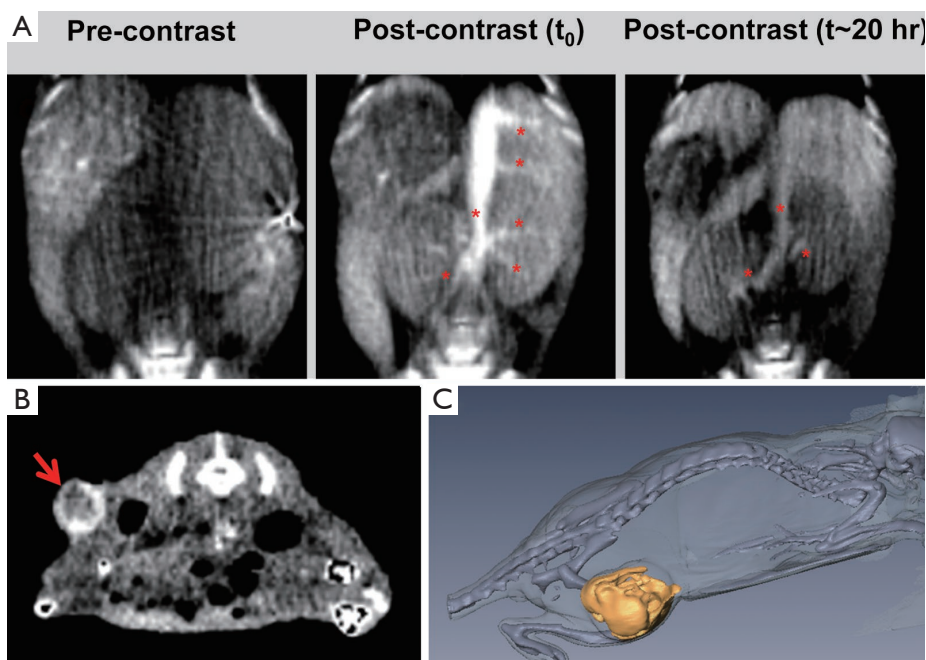 A
Pre-contrast
Post-contrast (t₀)
Post-contrast (t~20 hr)
*
*
*
*
*
*
*
*
*
B
C